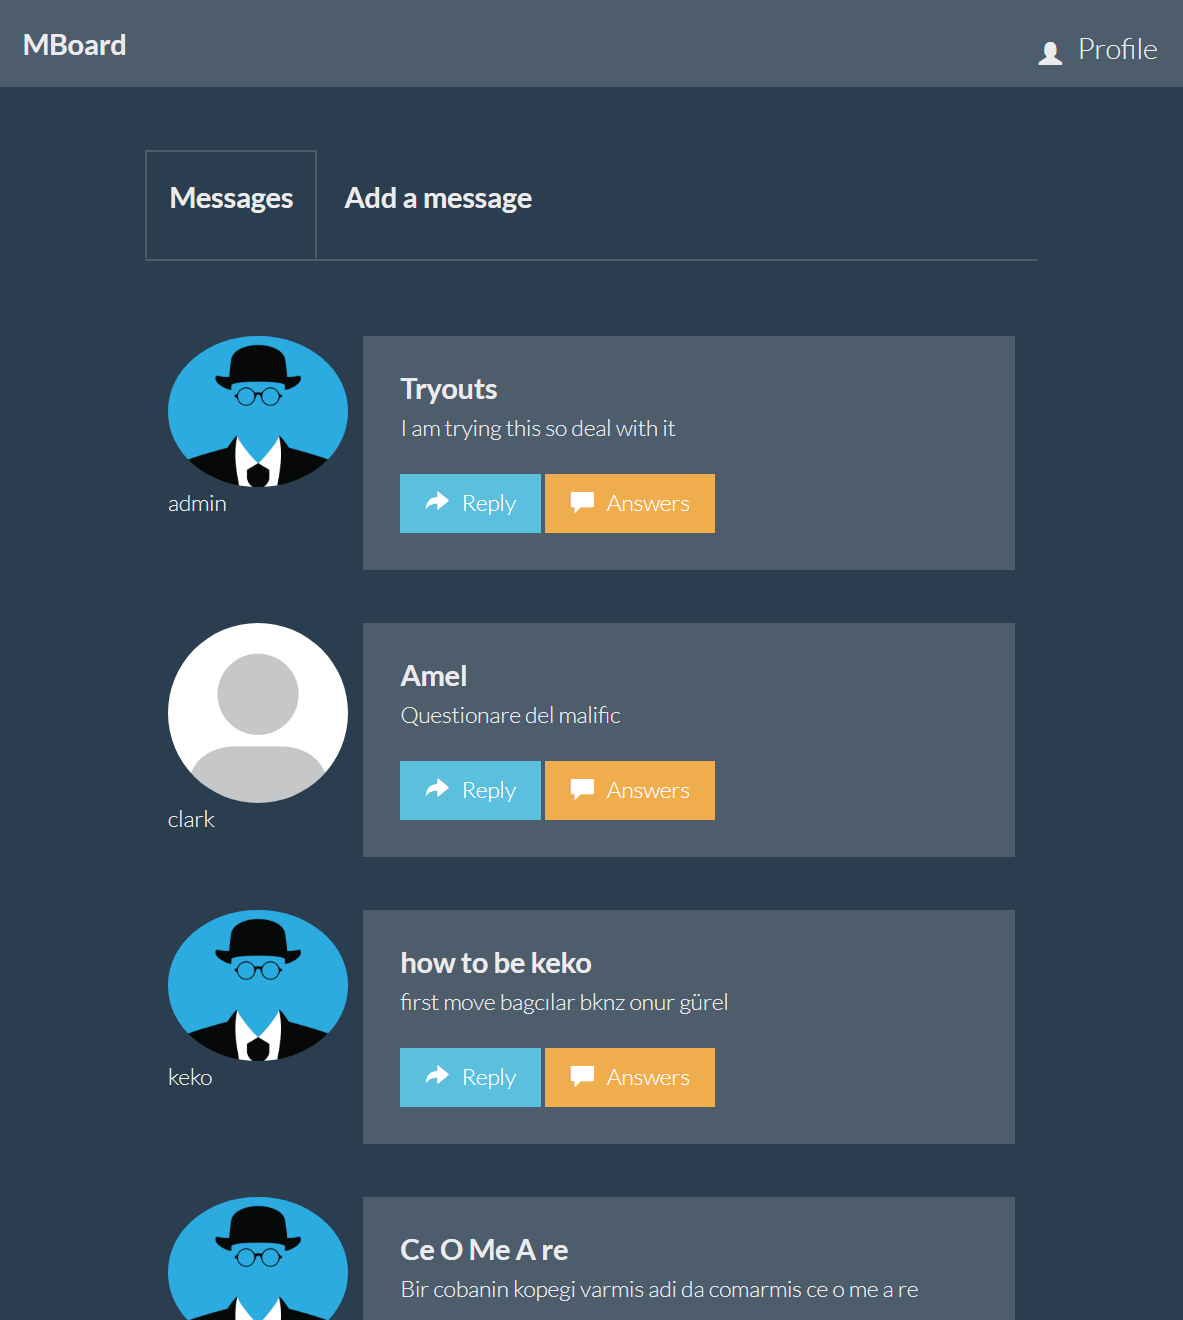 MBoard
Profile
Messages
Add a message
Tryouts
I am trying this so deal with it
Reply
Answers
admin
Amel
Questionare del malific
Reply
Answers
clark
how to be keko
first move bagcılar bknz onur gürel
Reply
Answers
keko
Ce O Me A re
Bir cobanin kopegi varmis adi da comarmis ce o me a re